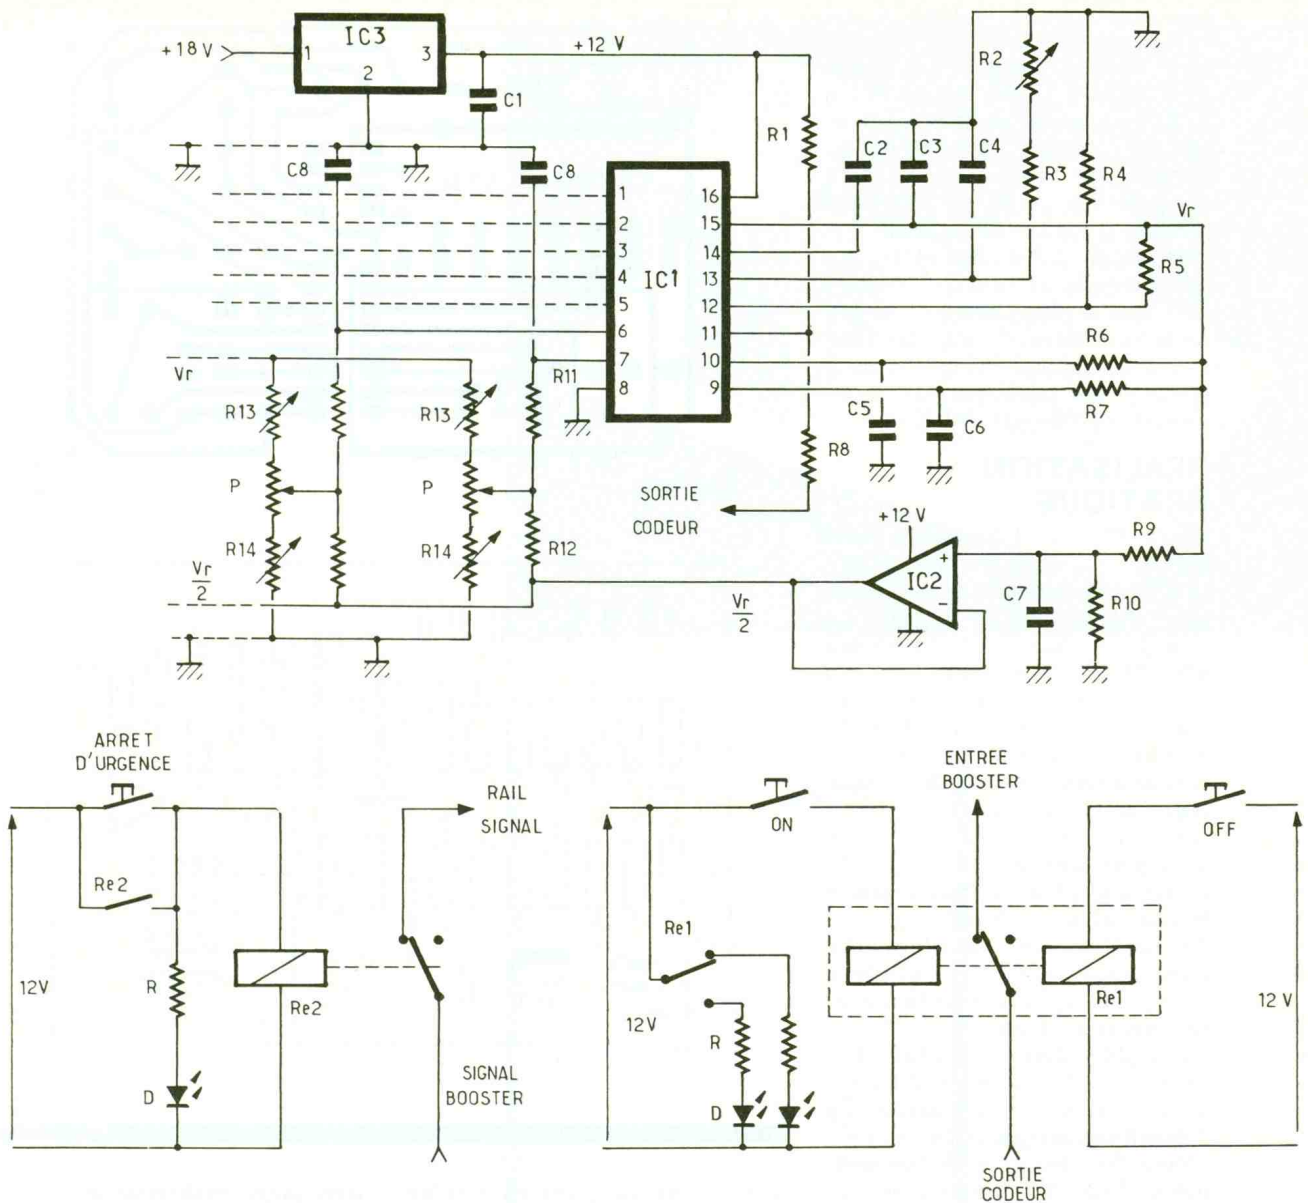 +18V
1
IC3
3
2
+12 V
C1
C8
C8
R1
C2
C3
C4
R2
R3
R4
Vr
R5
1
2
3
4
5
6
7
8
IC1
16
15
14
13
12
11
10
9
R6
R7
C5
C6
R8
Vr
R13
P
R14
Vr
2
R13
P
R14
R11
R12
SORTIE
CODEUR
+12 V
IC2
+
−
Vr
2
C7
R9
R10
ARRET
D'URGENCE
Re2
12V
R
D
Re2
RAIL
SIGNAL
SIGNAL
BOOSTER
ON
Re1
12V
R
D
ENTREE
BOOSTER
OFF
Re1
12 V
SORTIE
CODEUR